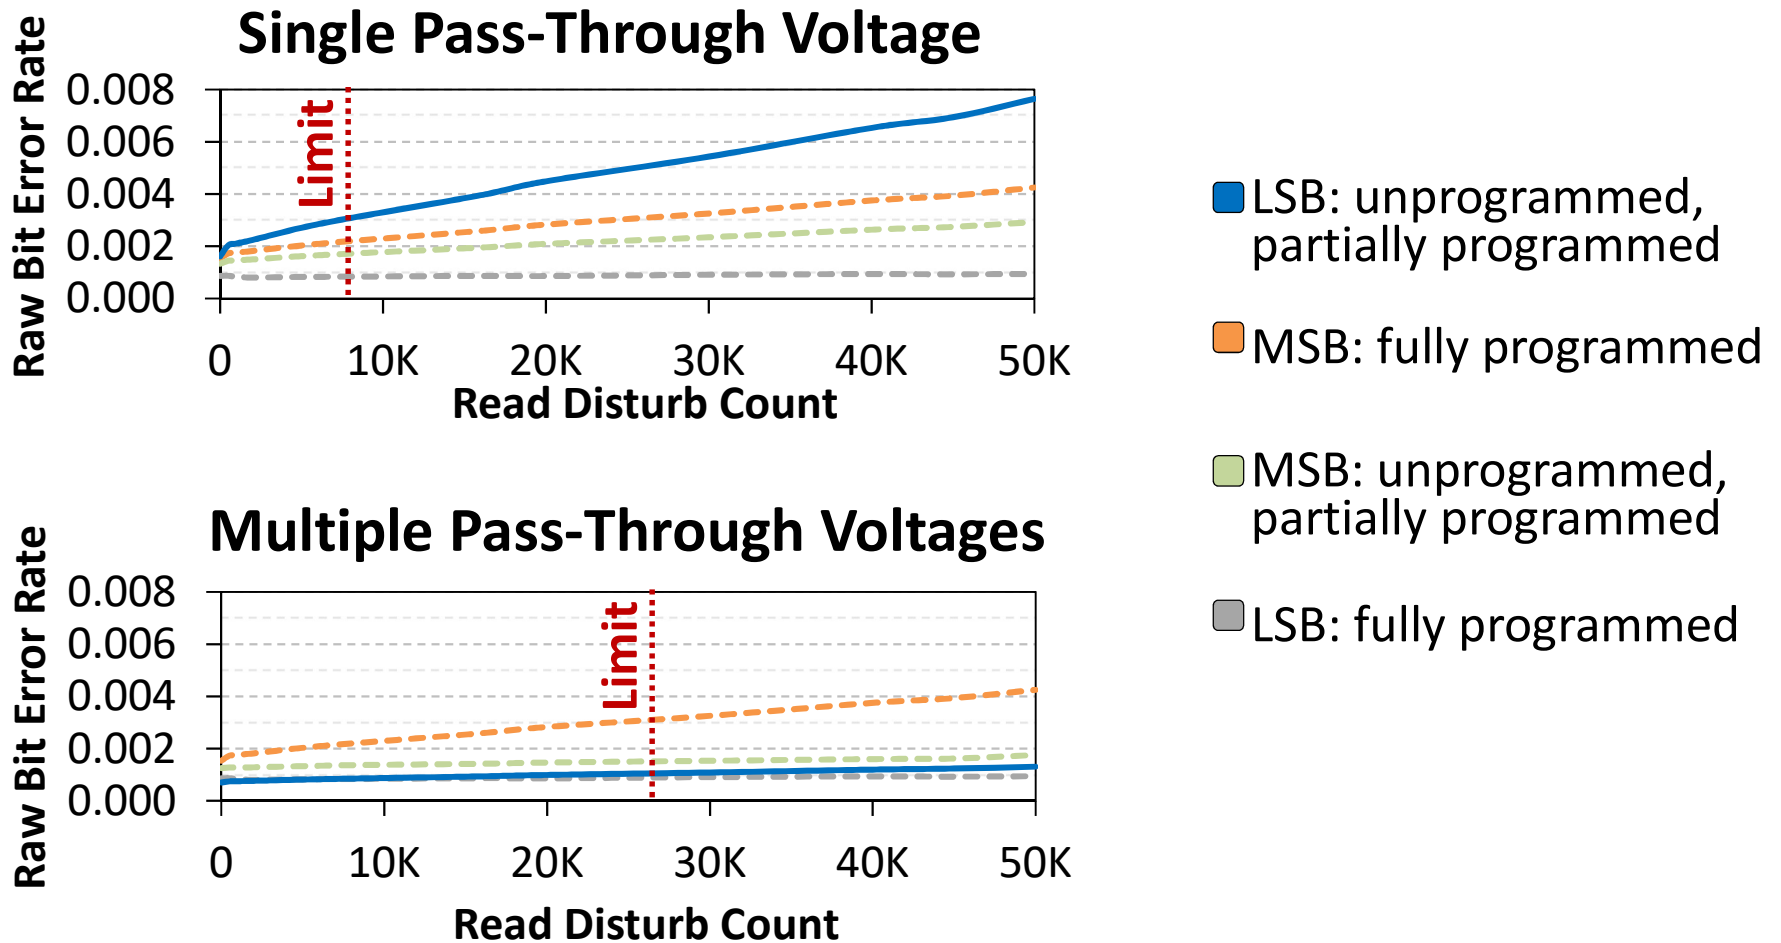 Single Pass-Through Voltage
Raw Bit Error Rate
0.008
0.006
0.004
0.002
0.000
Limit
0 10K 20K 30K 40K 50K
Read Disturb Count
Multiple Pass-Through Voltages
Raw Bit Error Rate
0.008
0.006
0.004
0.002
0.000
Limit
0 10K 20K 30K 40K 50K
Read Disturb Count
LSB: unprogrammed,
partially programmed
MSB: fully programmed
MSB: unprogrammed,
partially programmed
LSB: fully programmed